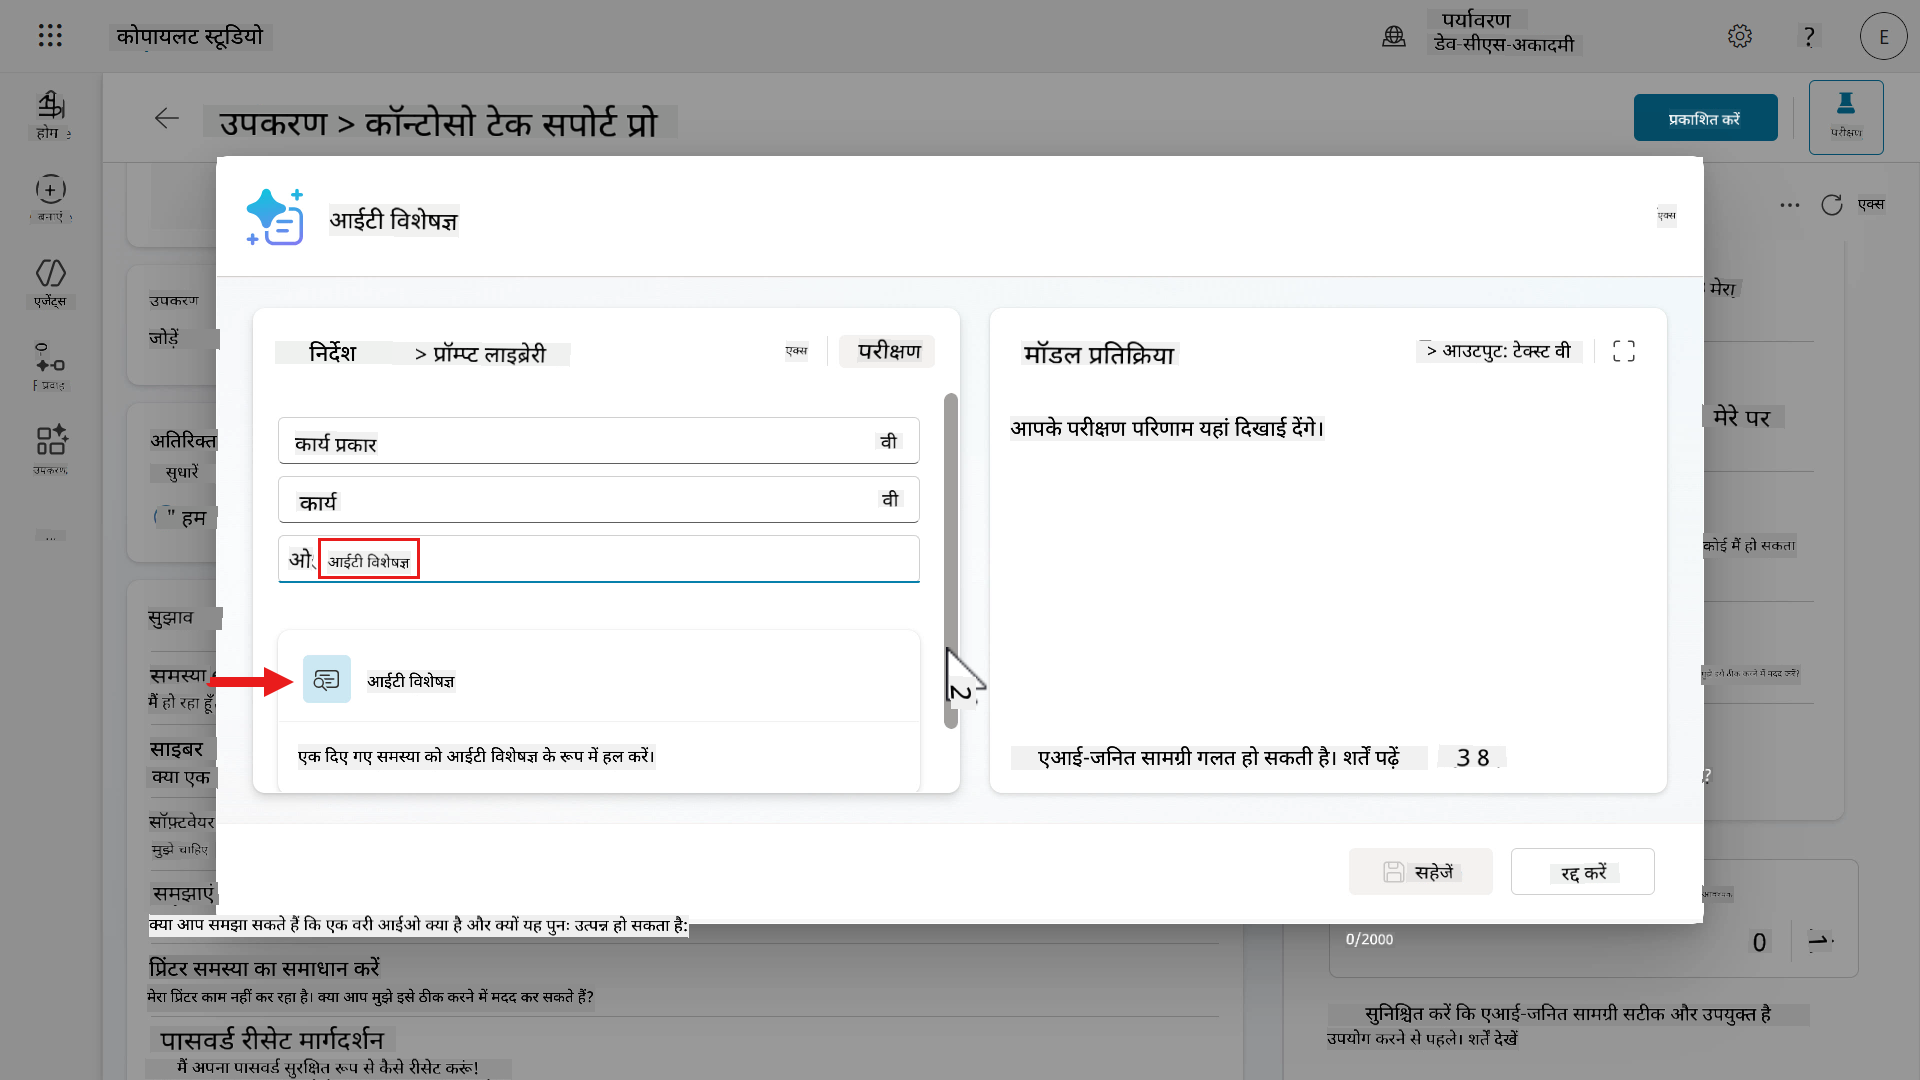 कोपायलट स्टूडियो
पर्यावरण
डेव-सीएस-अकादमी
?
E
होम
उपकरण > कॉन्टोसो टेक सपोर्ट प्रो
प्रकाशित करें
परीक्षण
बनाएं
एजेंट्स
प्रवाह
उपकरण
...
उपकरण
जोड़ें
अतिरिक्त
सुधारें
" हम
सुझाव
समस्या
मैं हो रहा हूँ
साइबर
क्या एक
सॉफ़्टवेयर
मुझे चाहिए
समझाएं
क्या आप समझा सकते हैं कि एक वरी आईओ क्या है और क्यों यह पुनः उत्पन्न हो सकता है:
प्रिंटर समस्या का समाधान करें
मेरा प्रिंटर काम नहीं कर रहा है। क्या आप मुझे इसे ठीक करने में मदद कर सकते हैं?
पासवर्ड रीसेट मार्गदर्शन
मैं अपना पासवर्ड सुरक्षित रूप से कैसे रीसेट करूं!
आईटी विशेषज्ञ
एक्स
निर्देश > प्रॉम्प्ट लाइब्रेरी एक्स परीक्षण
कार्य प्रकार वी
कार्य वी
आईटी विशेषज्ञ
आईटी विशेषज्ञ
एक दिए गए समस्या को आईटी विशेषज्ञ के रूप में हल करें।
2
मॉडल प्रतिक्रिया > आउटपुट: टेक्स्ट वी
आपके परीक्षण परिणाम यहां दिखाई देंगे।
एआई-जनित सामग्री गलत हो सकती है। शर्तें पढ़ें 3 8
सहेजें रद्द करें
एक्स
मेरा
मेरे पर
कोई मैं हो सकता
मुझे इसे ठीक करने में मदद करें?
?
0/2000
0
सुनिश्चित करें कि एआई-जनित सामग्री सटीक और उपयुक्त है
उपयोग करने से पहले। शर्तें देखें